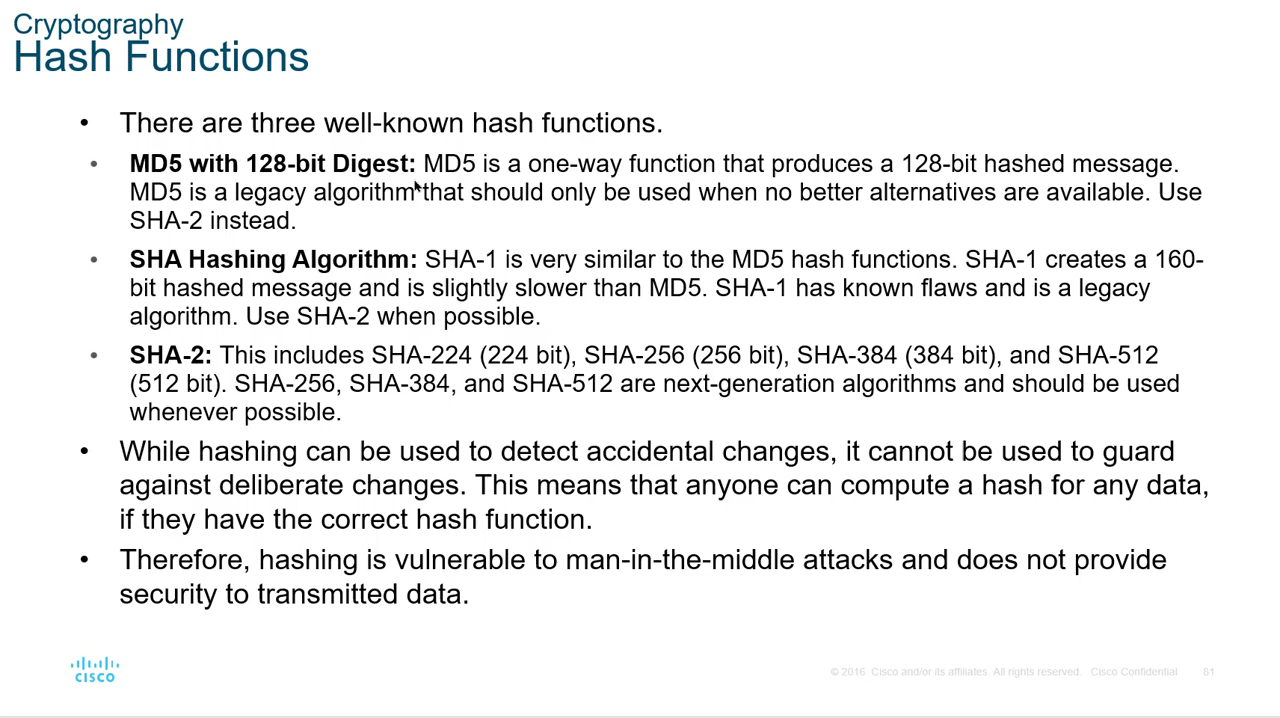 Cryptography
Hash Functions
• There are three well-known hash functions.
• MD5 with 128-bit Digest: MD5 is a one-way function that produces a 128-bit hashed message.
MD5 is a legacy algorithm that should only be used when no better alternatives are available. Use
SHA-2 instead.
• SHA Hashing Algorithm: SHA-1 is very similar to the MD5 hash functions. SHA-1 creates a 160-
bit hashed message and is slightly slower than MD5. SHA-1 has known flaws and is a legacy
algorithm. Use SHA-2 when possible.
• SHA-2: This includes SHA-224 (224 bit), SHA-256 (256 bit), SHA-384 (384 bit), and SHA-512
(512 bit). SHA-256, SHA-384, and SHA-512 are next-generation algorithms and should be used
whenever possible.
• While hashing can be used to detect accidental changes, it cannot be used to guard
against deliberate changes. This means that anyone can compute a hash for any data,
if they have the correct hash function.
• Therefore, hashing is vulnerable to man-in-the-middle attacks and does not provide
security to transmitted data.
CISCO
© 2016 Cisco and/or its affiliates. All rights reserved. Cisco Confidential 81